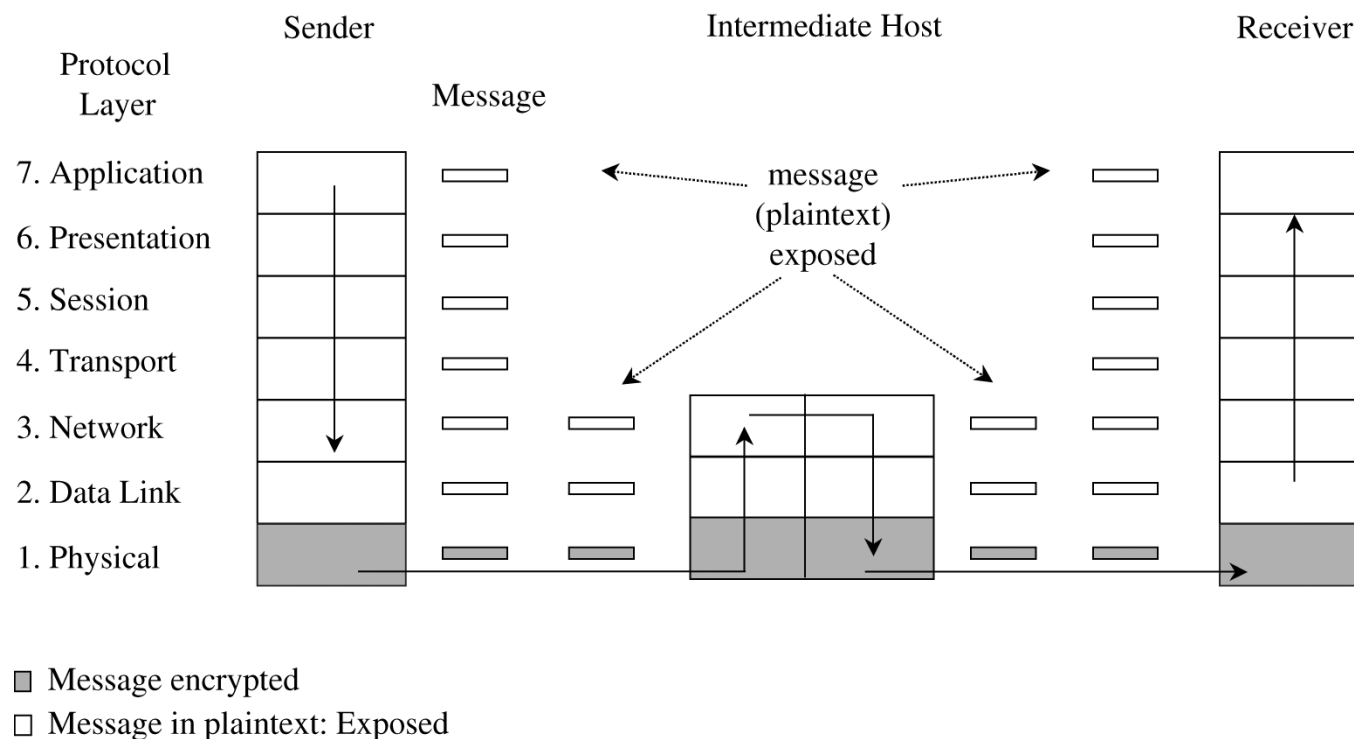 Sender
Intermediate Host
Receiver
Protocol
Layer
Message
7. Application
6. Presentation
5. Session
4. Transport
3. Network
2. Data Link
1. Physical
message
(plaintext)
exposed
Message encrypted
Message in plaintext: Exposed